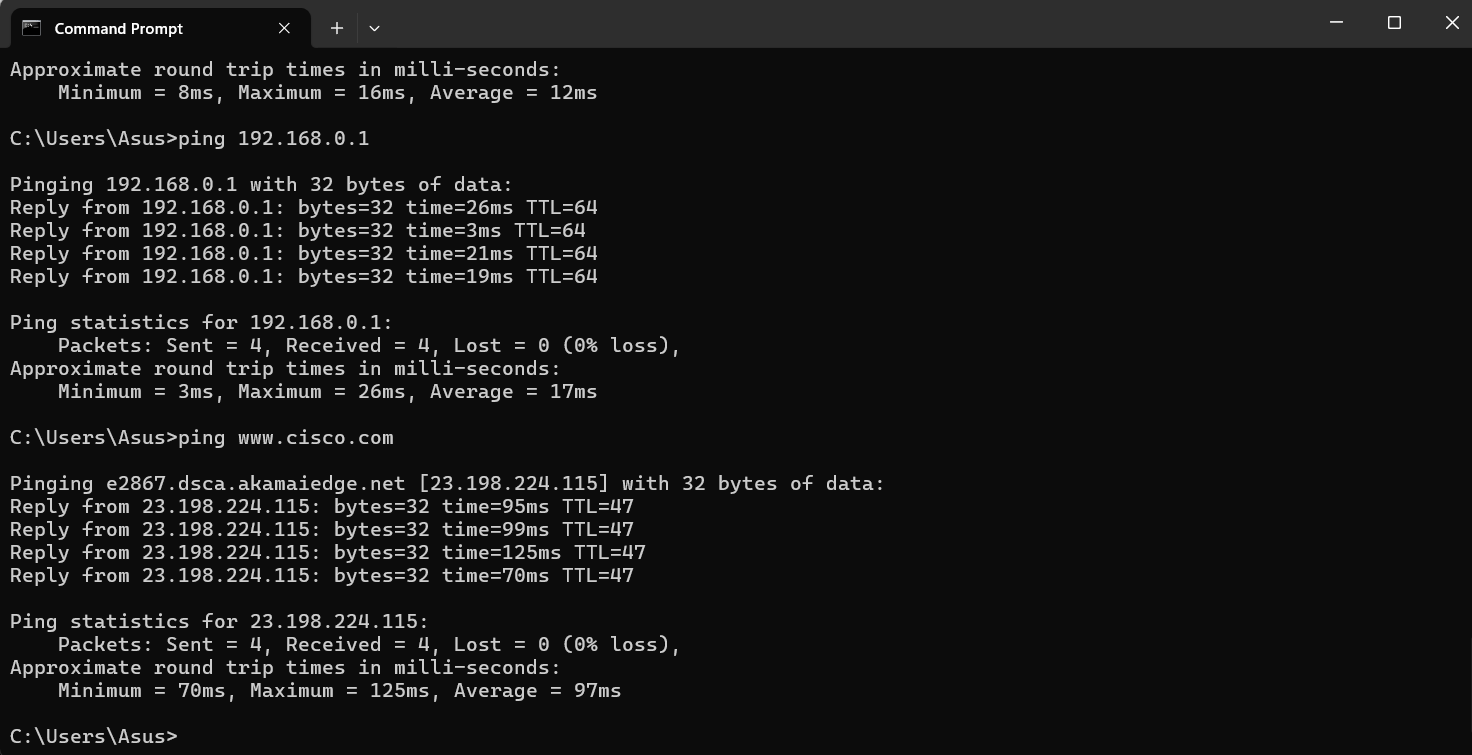 Command Prompt
Approximate round trip times in milli-seconds:
    Minimum = 8ms, Maximum = 16ms, Average = 12ms
C:\Users\Asus>ping 192.168.0.1
Pinging 192.168.0.1 with 32 bytes of data:
Reply from 192.168.0.1: bytes=32 time=26ms TTL=64
Reply from 192.168.0.1: bytes=32 time=3ms TTL=64
Reply from 192.168.0.1: bytes=32 time=21ms TTL=64
Reply from 192.168.0.1: bytes=32 time=19ms TTL=64
Ping statistics for 192.168.0.1:
    Packets: Sent = 4, Received = 4, Lost = 0 (0% loss),
Approximate round trip times in milli-seconds:
    Minimum = 3ms, Maximum = 26ms, Average = 17ms
C:\Users\Asus>ping www.cisco.com
Pinging e2867.dsca.akamaiedge.net [23.198.224.115] with 32 bytes of data:
Reply from 23.198.224.115: bytes=32 time=95ms TTL=47
Reply from 23.198.224.115: bytes=32 time=99ms TTL=47
Reply from 23.198.224.115: bytes=32 time=125ms TTL=47
Reply from 23.198.224.115: bytes=32 time=70ms TTL=47
Ping statistics for 23.198.224.115:
    Packets: Sent = 4, Received = 4, Lost = 0 (0% loss),
Approximate round trip times in milli-seconds:
    Minimum = 70ms, Maximum = 125ms, Average = 97ms
C:\Users\Asus>